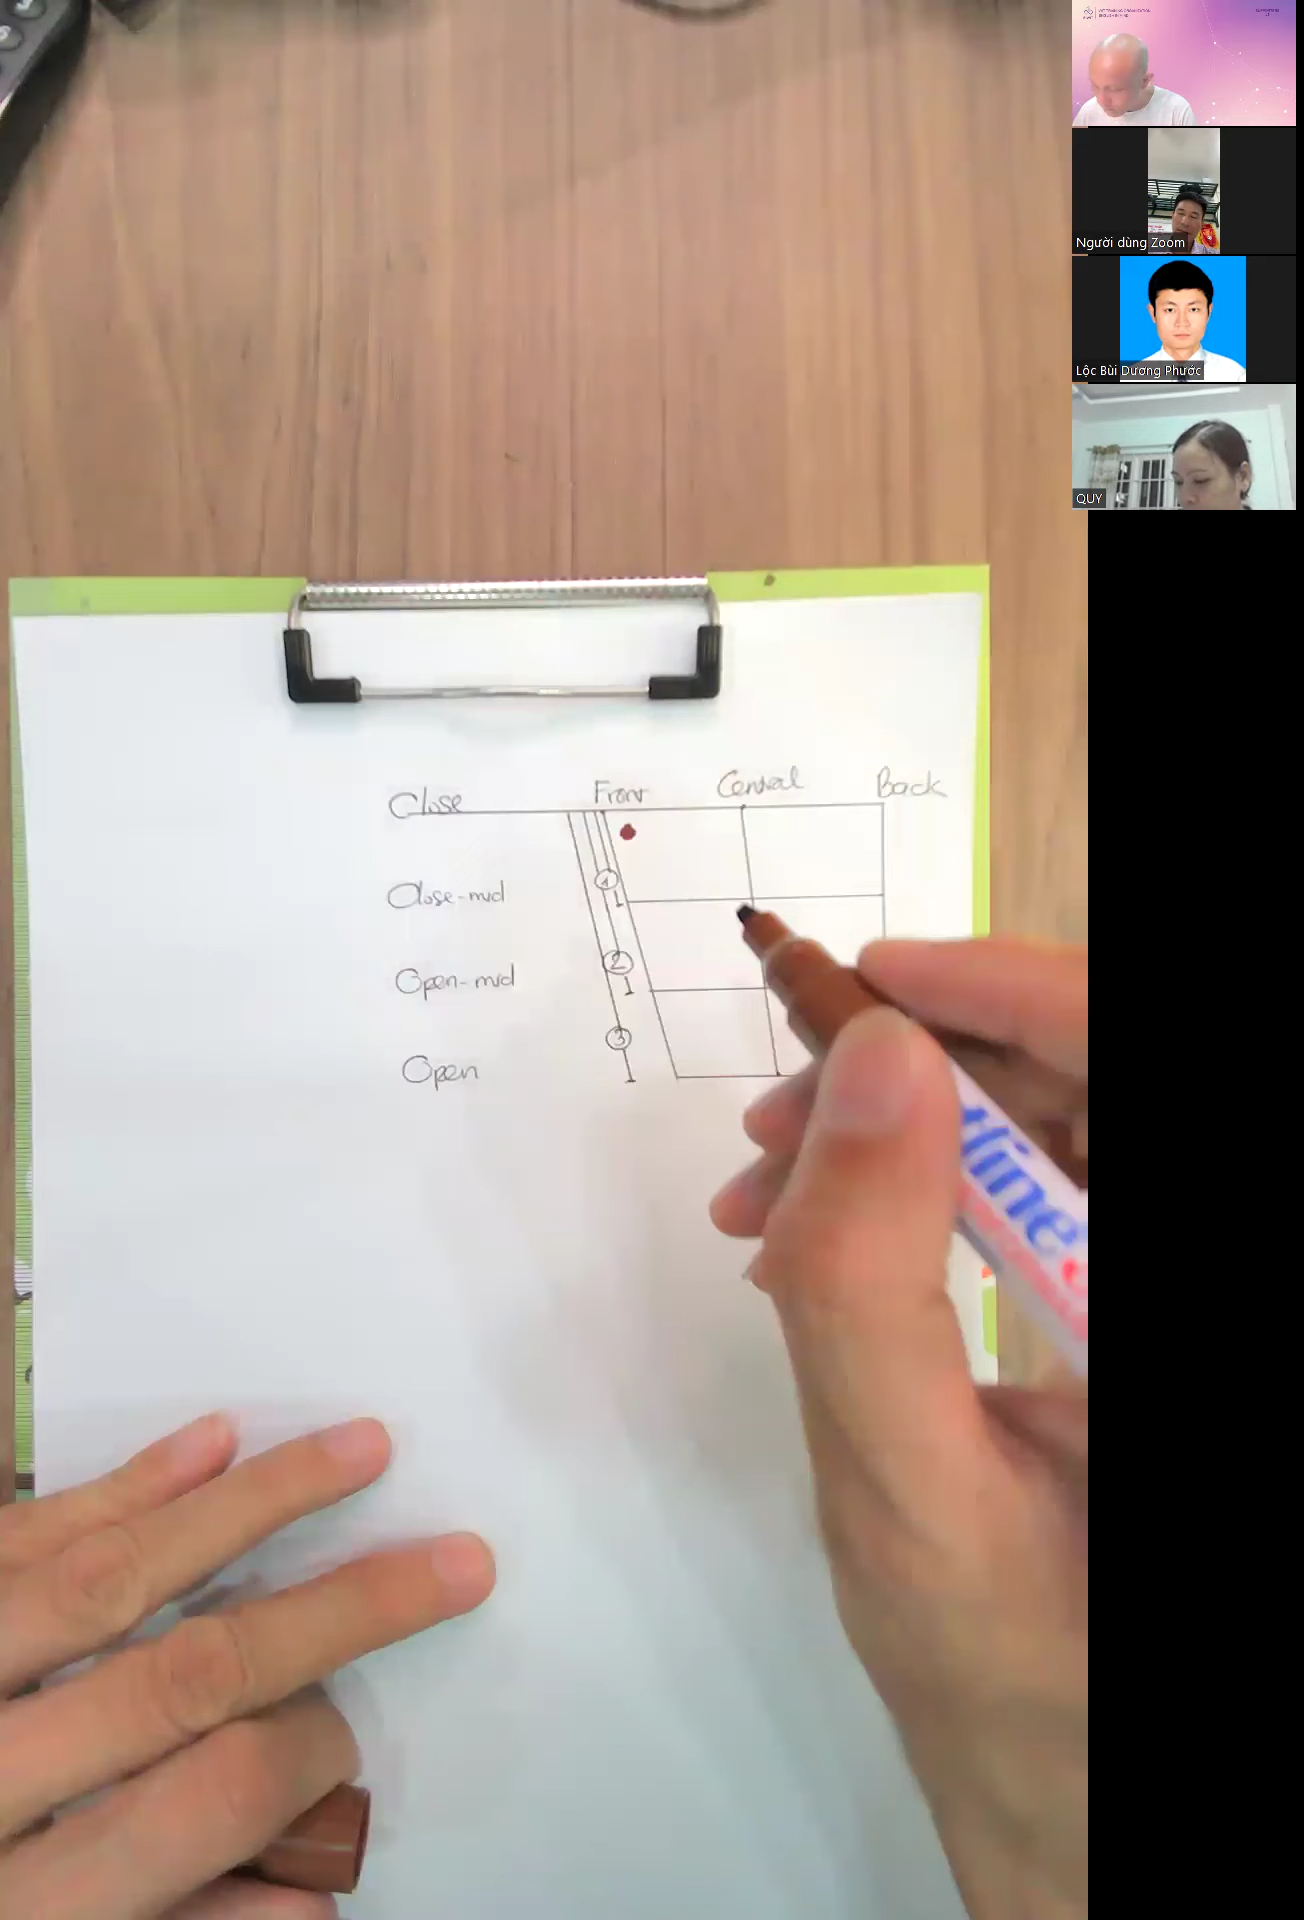 Người dùng Zoom
Lộc Bùi Dương Phước
QUY
Front Central Back
Close
Close-mid
Open-mid
Open
1
2
3